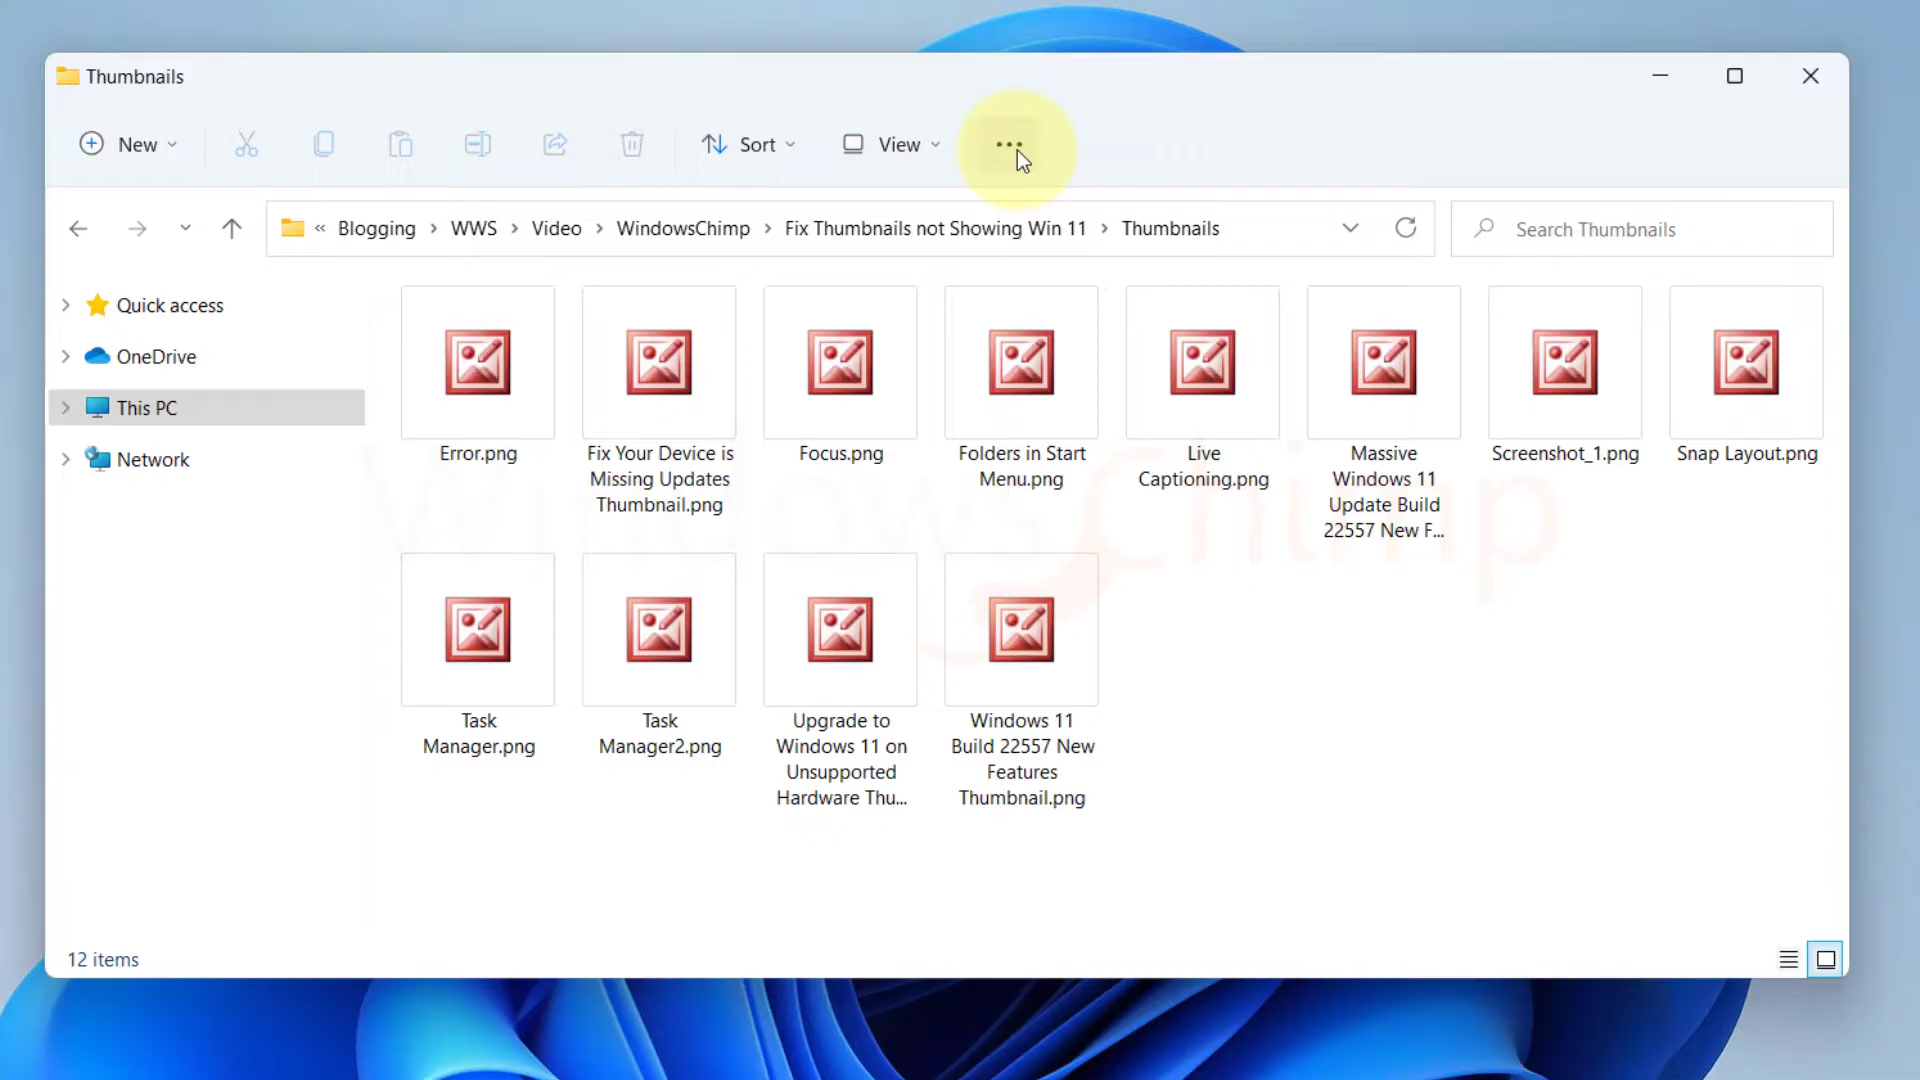 Thumbnails
New
Sort
View
« Blogging > WWS > Video > WindowsChimp > Fix Thumbnails not Showing Win 11 > Thumbnails
Search Thumbnails
Quick access
OneDrive
This PC
Network
Error.png
Fix Your Device is
Missing Updates
Thumbnail.png
Focus.png
Folders in Start
Menu.png
Live
Captioning.png
Massive
Windows 11
Update Build
22557 New F...
Screenshot_1.png
Snap Layout.png
WindowsChimp
Task
Manager.png
Task
Manager2.png
Upgrade to
Windows 11 on
Unsupported
Hardware Thu...
Windows 11
Build 22557 New
Features
Thumbnail.png
12 items